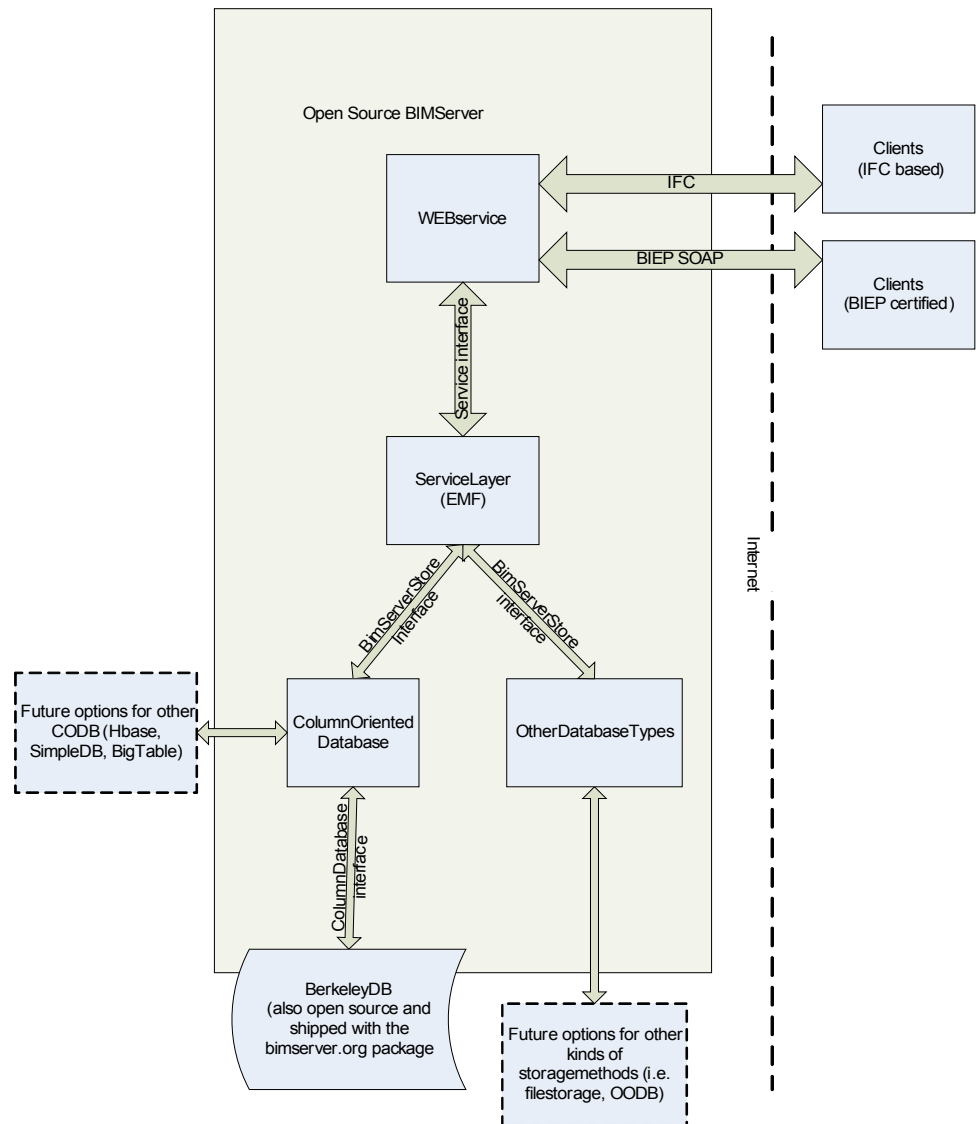 Open Source BIMServer
WEBservice
IFC
Clients
(IFC based)
BIEP SOAP
Clients
(BIEP certified)
Service interface
ServiceLayer
(EMF)
Internet
BimServerStore
Interface
BimServerStore
interface
Future options for other
CODB (Hbase,
SimpleDB, BigTable)
ColumnOriented
Database
OtherDatabaseTypes
ColumnDatabase
interface
BerkeleyDB
(also open source and
shipped with the
bimserver.org package
Future options for other
kinds of
storagemethods (i.e.
filestorage, OODB)